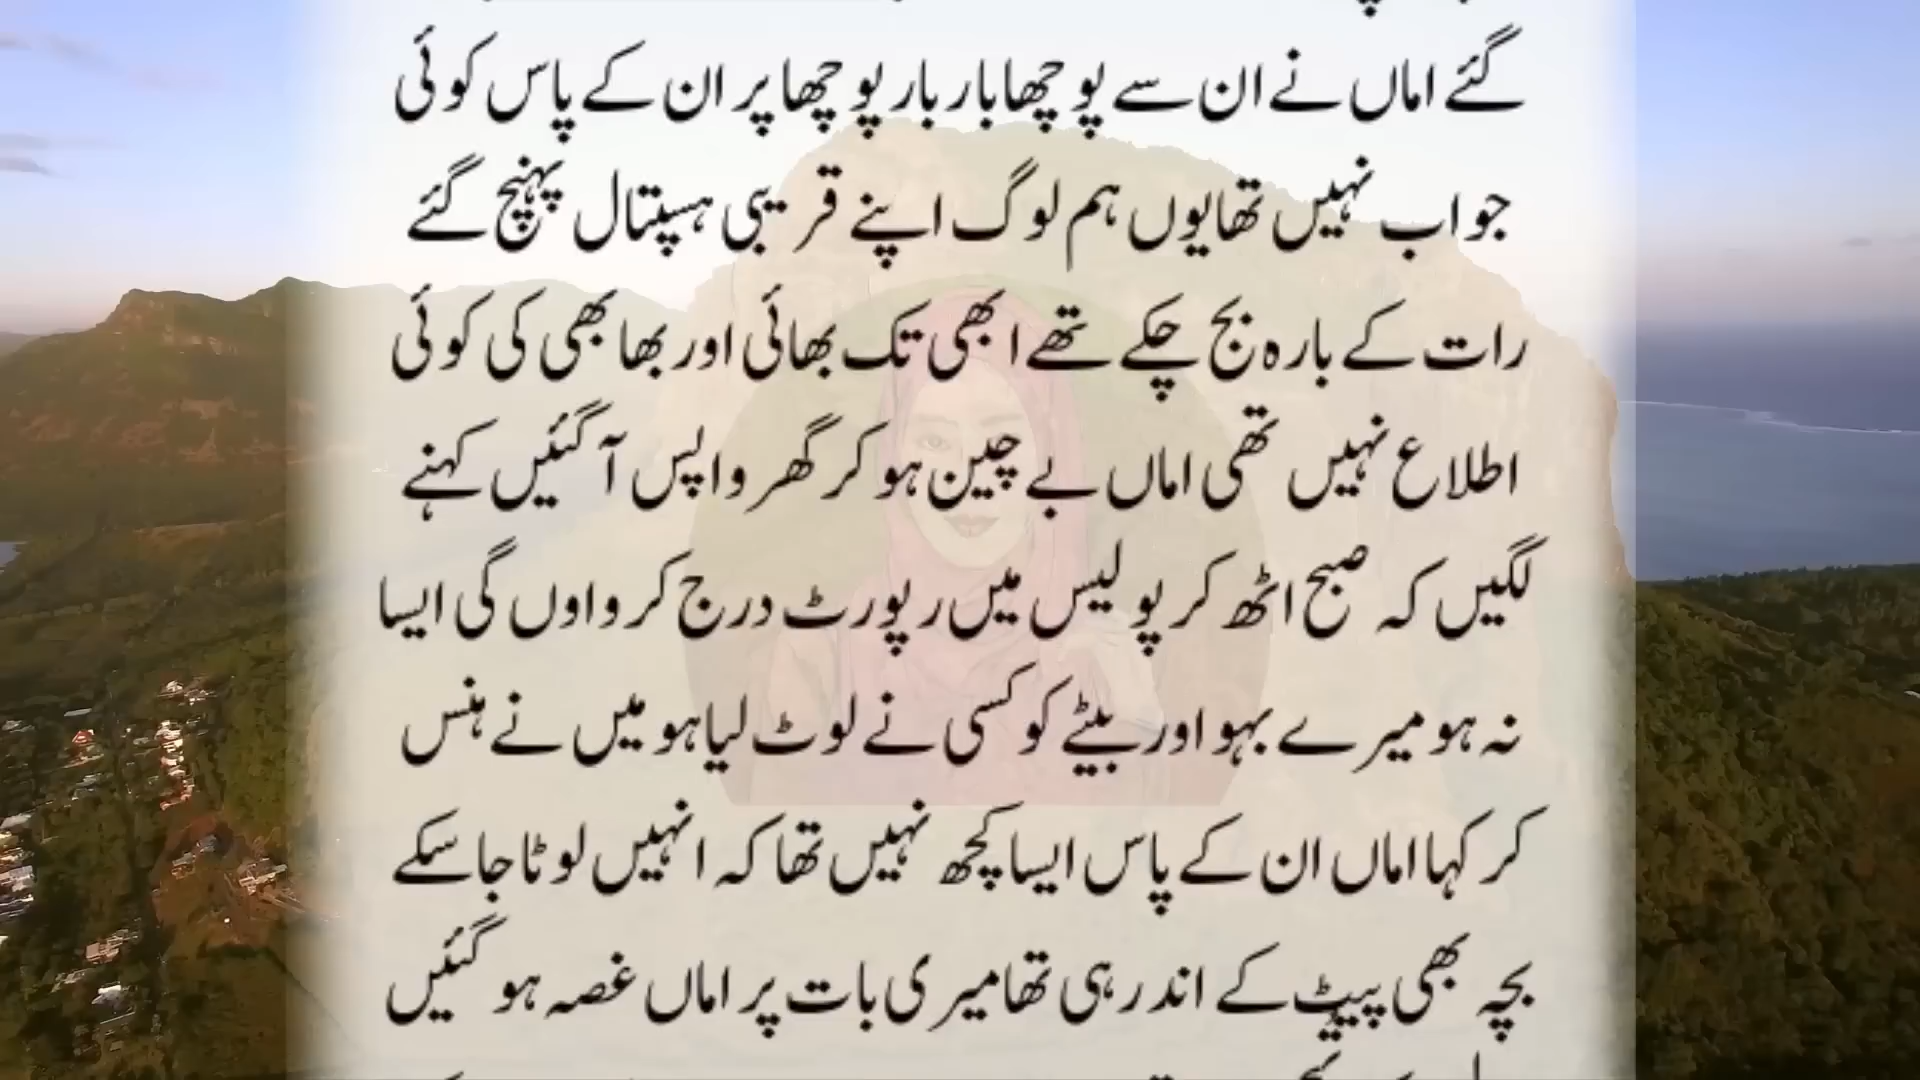 گئے اماں نے ان سے پوچھا بار بار پوچھا پر ان کے پاس کوئی
جواب نہیں تھا یوں ہم لوگ اپنے قریبی ہسپتال پہنچ گئے
رات کے بارہ بج چکے تھے ابھی تک بھائی اور بھابھی کی کوئی
اطلاع نہیں تھی اماں بے چین ہو کر گھر واپس آ گئیں کہنے
لگیں کہ صبح اٹھ کر پولیس میں رپورٹ درج کرواوں گی ایسا
نہ ہو میرے بہو اور بیٹے کو کسی نے لوٹ لیا ہو میں نے ہنس
کر کہا اماں ان کے پاس ایسا کچھ نہیں تھا کہ انہیں لوٹا جا سکے
بچہ بھی پیٹ کے اندر ہی تھا میری بات پر اماں غصہ ہو گئیں